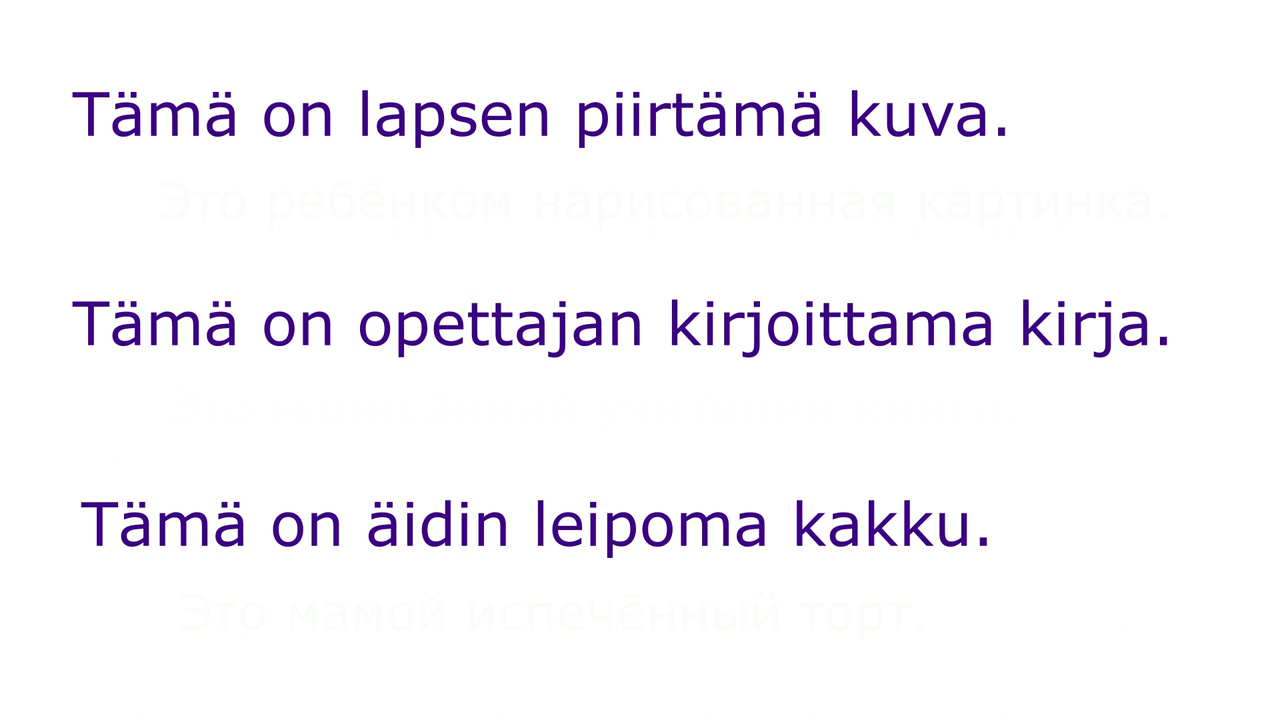 Tämä on lapsen piirtämä kuva.
Это ребёнком нарисованная картинка.
Tämä on opettajan kirjoittama kirja.
Tämä on äidin leipoma kakku.
Это мамой испечённый торт.